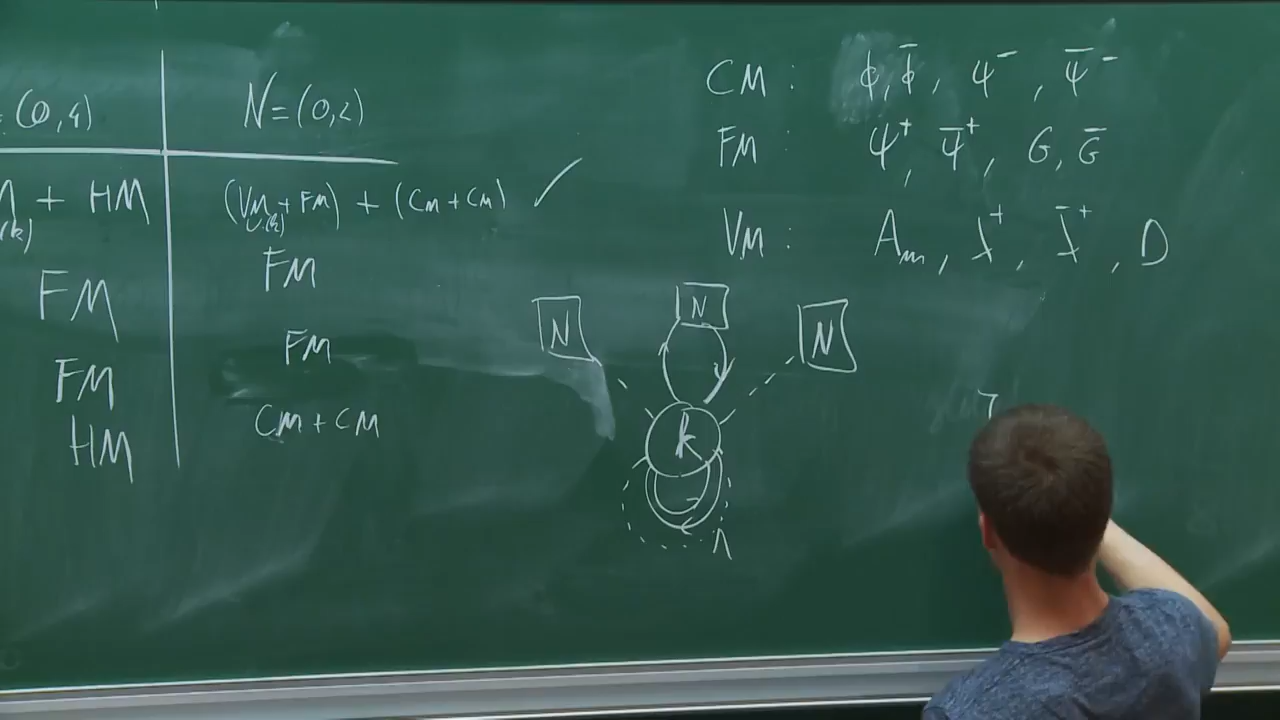 (0,4) N=(0,2)
M + HM (VM + FM) + (CM + CM) ✓
(k) U(k)
FM FM
FM FM
HM CM + CM
CM : ϕ, ϕ̄, ψ⁻, ψ̄⁻
FM : ψ⁺, ψ̄⁺, G, Ḡ
VM : Aₘ, λ⁺, λ̄⁺, D
N N N
k
Λ